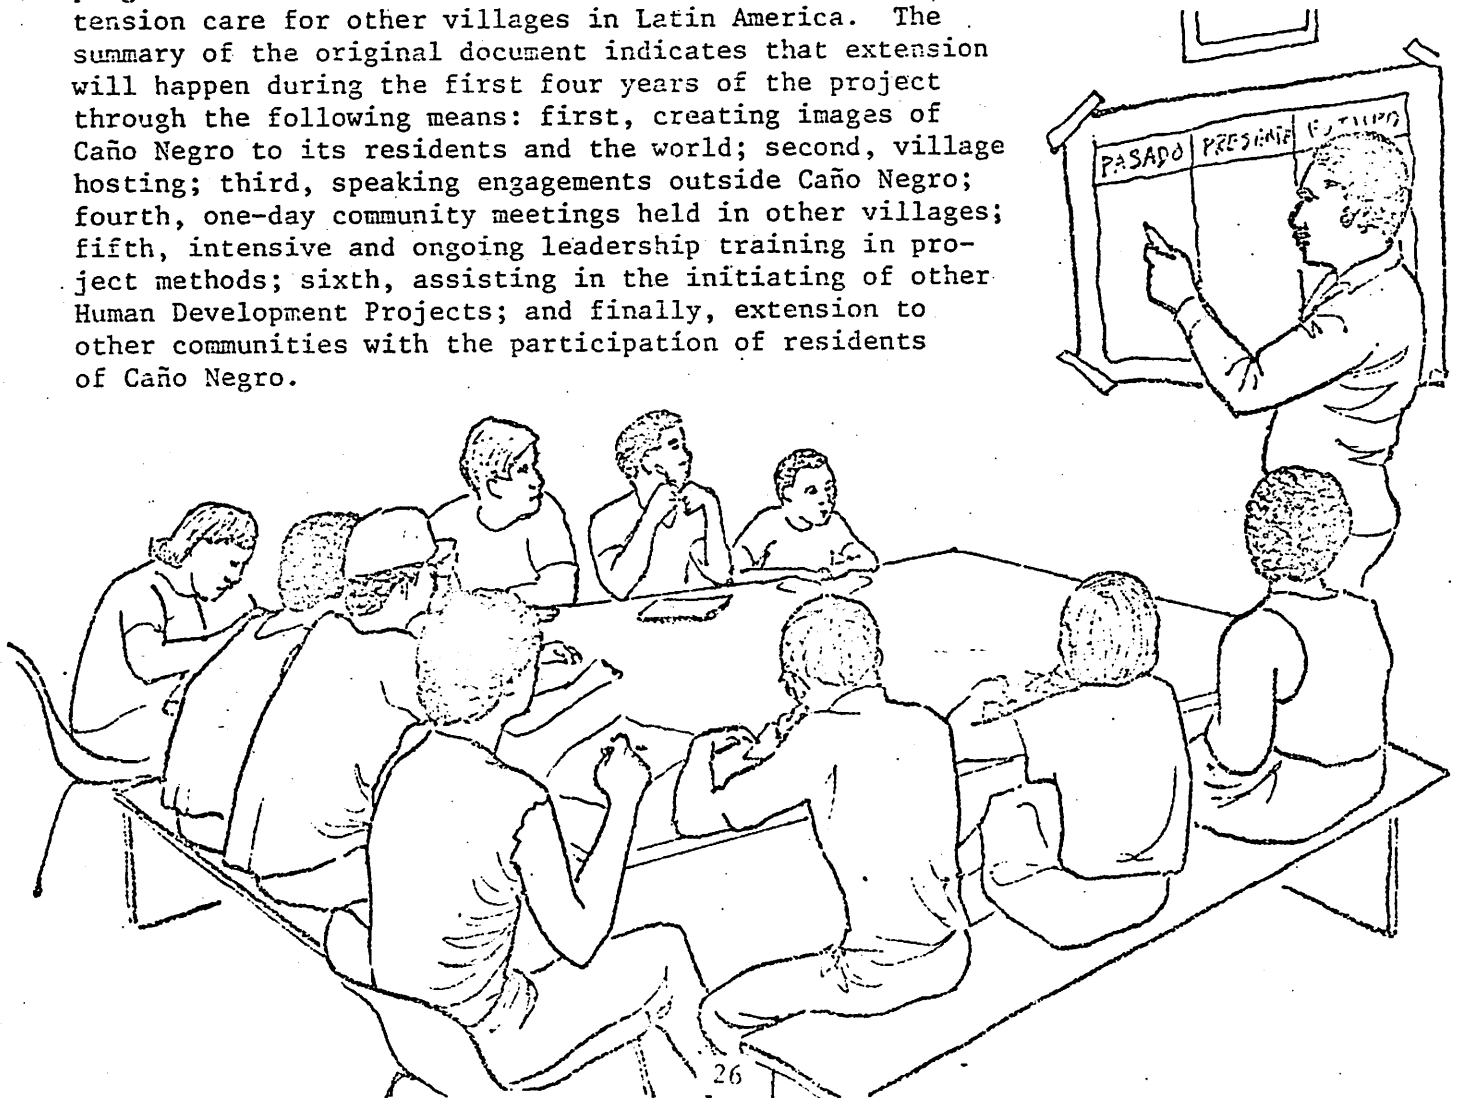 tension care for other villages in Latin America. The
summary of the original document indicates that extension
will happen during the first four years of the project
through the following means: first, creating images of
Caño Negro to its residents and the world; second, village
hosting; third, speaking engagements outside Caño Negro;
fourth, one-day community meetings held in other villages;
fifth, intensive and ongoing leadership training in pro-
ject methods; sixth, assisting in the initiating of other
Human Development Projects; and finally, extension to
other communities with the participation of residents
of Caño Negro.
PASADO PRESENTE FUTURO
26